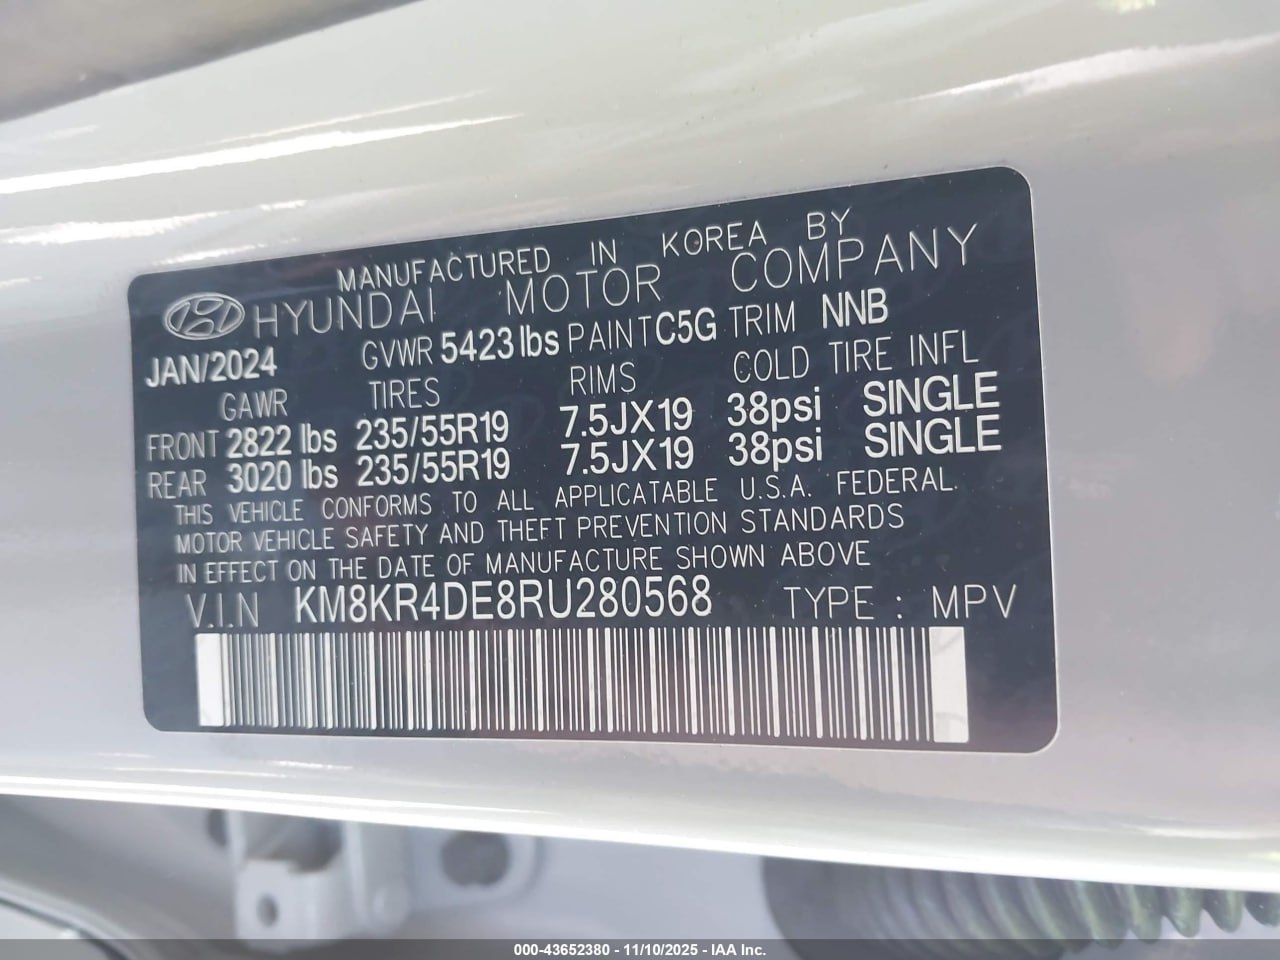 MANUFACTURED IN KOREA BY
HYUNDAI MOTOR COMPANY
JAN/2024 GVWR 5423lbs PAINT C5G TRIM NNB
GAWR TIRES RIMS COLD TIRE INFL
FRONT 2822 lbs 235/55R19 7.5JX19 38psi SINGLE
REAR 3020 lbs 235/55R19 7.5JX19 38psi SINGLE
THIS VEHICLE CONFORMS TO ALL APPLICATABLE U.S.A. FEDERAL
MOTOR VEHICLE SAFETY AND THEFT PREVENTION STANDARDS
IN EFFECT ON THE DATE OF MANUFACTURE SHOWN ABOVE
V.I.N KM8KR4DE8RU280568 TYPE : MPV
000-43652380 - 11/10/2025 - IAA Inc.